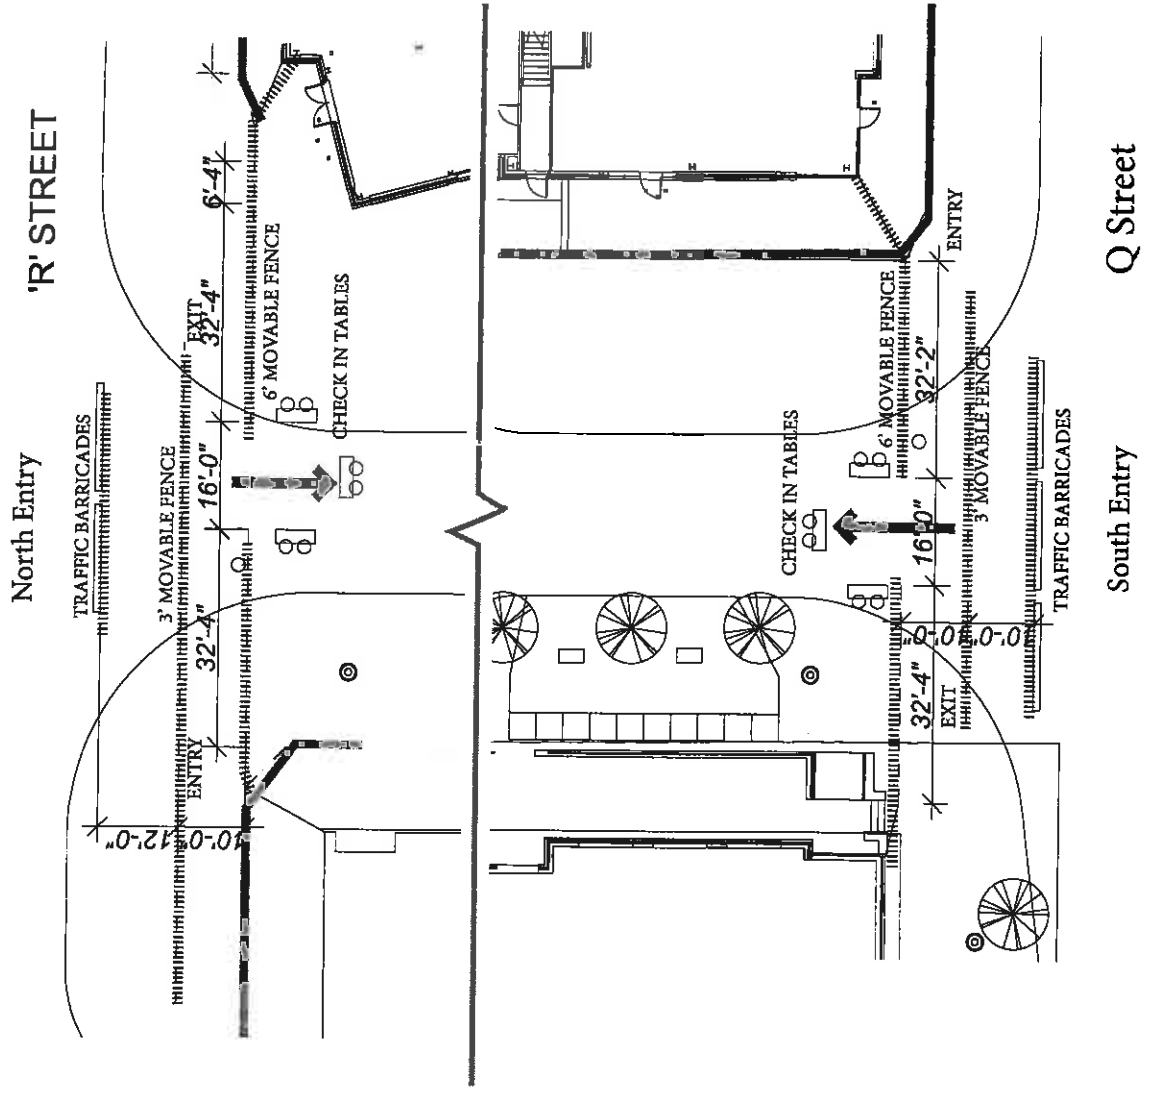 'R' STREET
North Entry
TRAFFIC BARRICADES
3' MOVABLE FENCE
EXIT
ENTRY
6'-4"
32'-4"
16'-0"
32'-4"
10'-0"
12'-0"
6' MOVABLE FENCE
CHECK IN TABLES
CHECK IN TABLES
6' MOVABLE FENCE
ENTRY
32'-2"
16'-0"
32'-4"
EXIT
3' MOVABLE FENCE
10'-0"
10'-0"
TRAFFIC BARRICADES
Q Street
South Entry